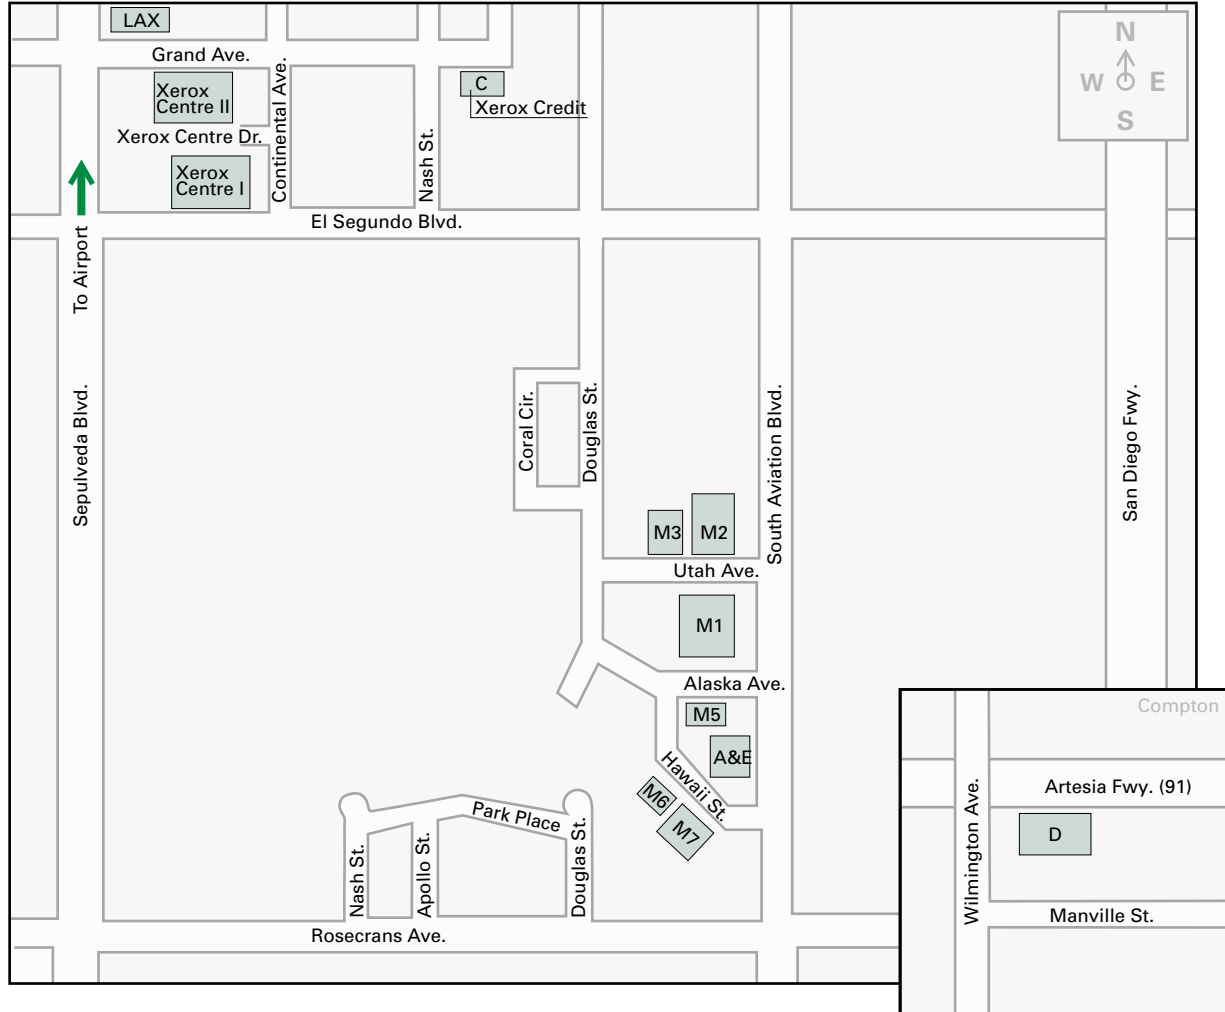 LAX
N
Grand Ave.
W
E
Xerox
Centre II
C
Xerox Credit
S
Xerox Centre Dr.
Continental Ave.
Nash St.
Xerox
Centre I
El Segundo Blvd.
To Airport
Sepulveda Blvd.
Coral Cir.
Douglas St.
South Aviation Blvd.
San Diego Fwy.
M3
M2
Utah Ave.
M1
Alaska Ave.
M5
A&E
Hawaii St.
M6
M7
Park Place
Nash St.
Apollo St.
Douglas St.
Rosecrans Ave.
Compton
Artesia Fwy. (91)
Wilmington Ave.
D
Manville St.